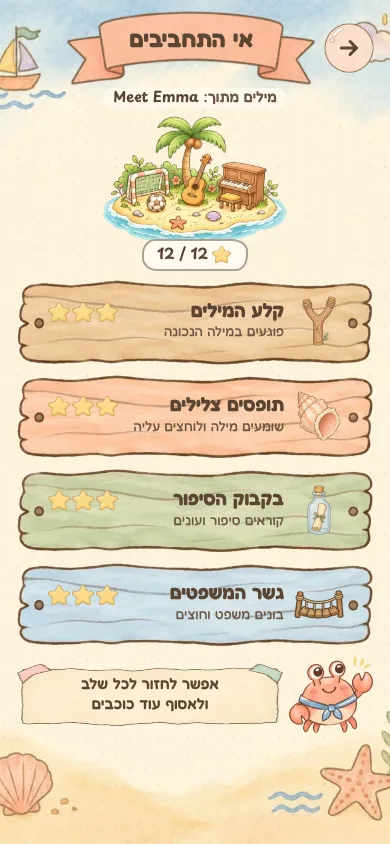 אי התחביבים
מילים מתוך: Meet Emma
12 / 12
קלע המילים
פוגעים במילה הנכונה
תופסים צלילים
שומעים מילה ולוחצים עליה
בקבוק הסיפור
קוראים סיפור ועונים
גשר המשפטים
בונים משפט וחוצים
אפשר לחזור לכל שלב
ולאסוף עוד כוכבים